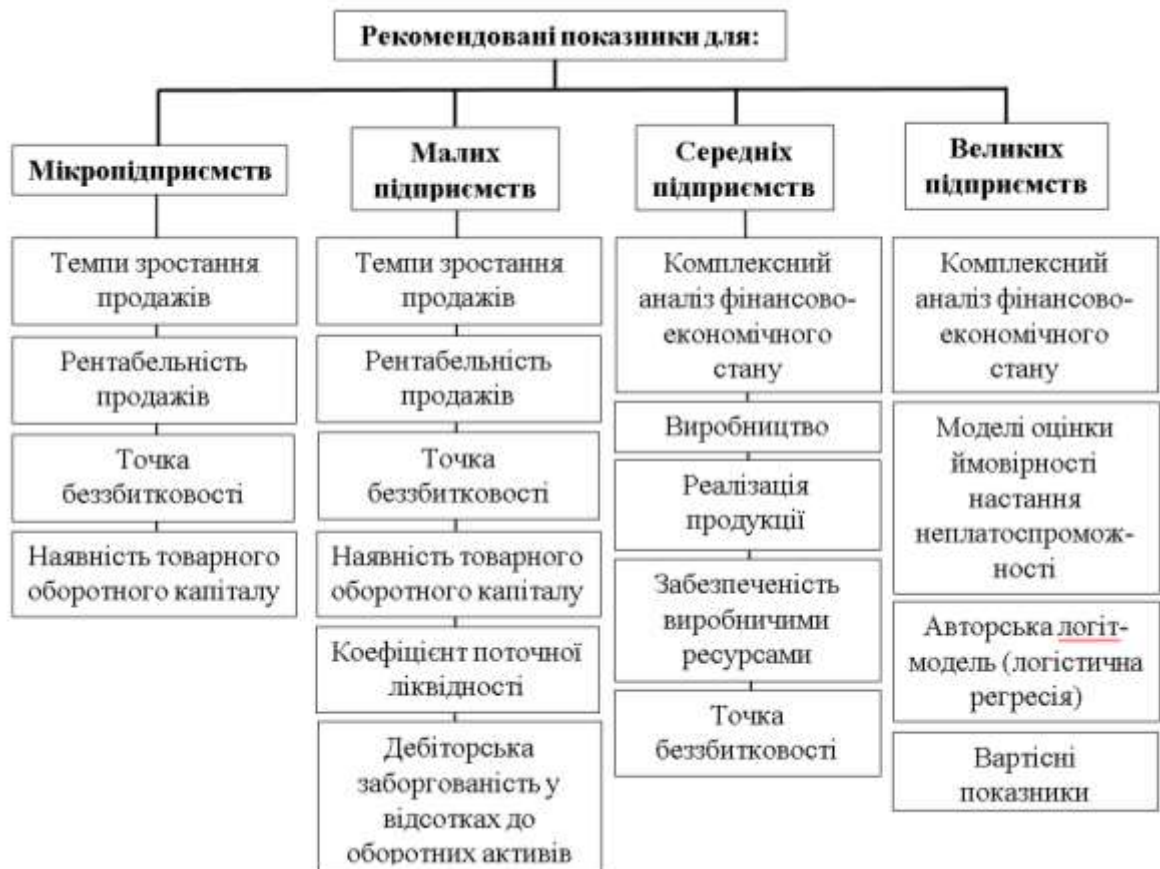 Рекомендовані показники для:
Мікропідприємств
Темпи зростання
продажів
Рентабельність
продажів
Точка
беззбитковості
Наявність товарного
оборотного капіталу
Малих
підприємств
Темпи зростання
продажів
Рентабельність
продажів
Точка
беззбитковості
Наявність товарного
оборотного капіталу
Коефіцієнт поточної
ліквідності
Дебіторська
заборгованість у
відсотках до
оборотних активів
Середніх
підприємств
Комплексний
аналіз фінансово-
економічного
стану
Виробництво
Реалізація
продукції
Забезпеченість
виробничими
ресурсами
Точка
беззбитковості
Великих
підприємств
Комплексний
аналіз фінансово-
економічного
стану
Моделі оцінки
ймовірності
настання
неплатоспромож-
ності
Авторська логіт-
модель (логістична
регресія)
Вартісні
показники